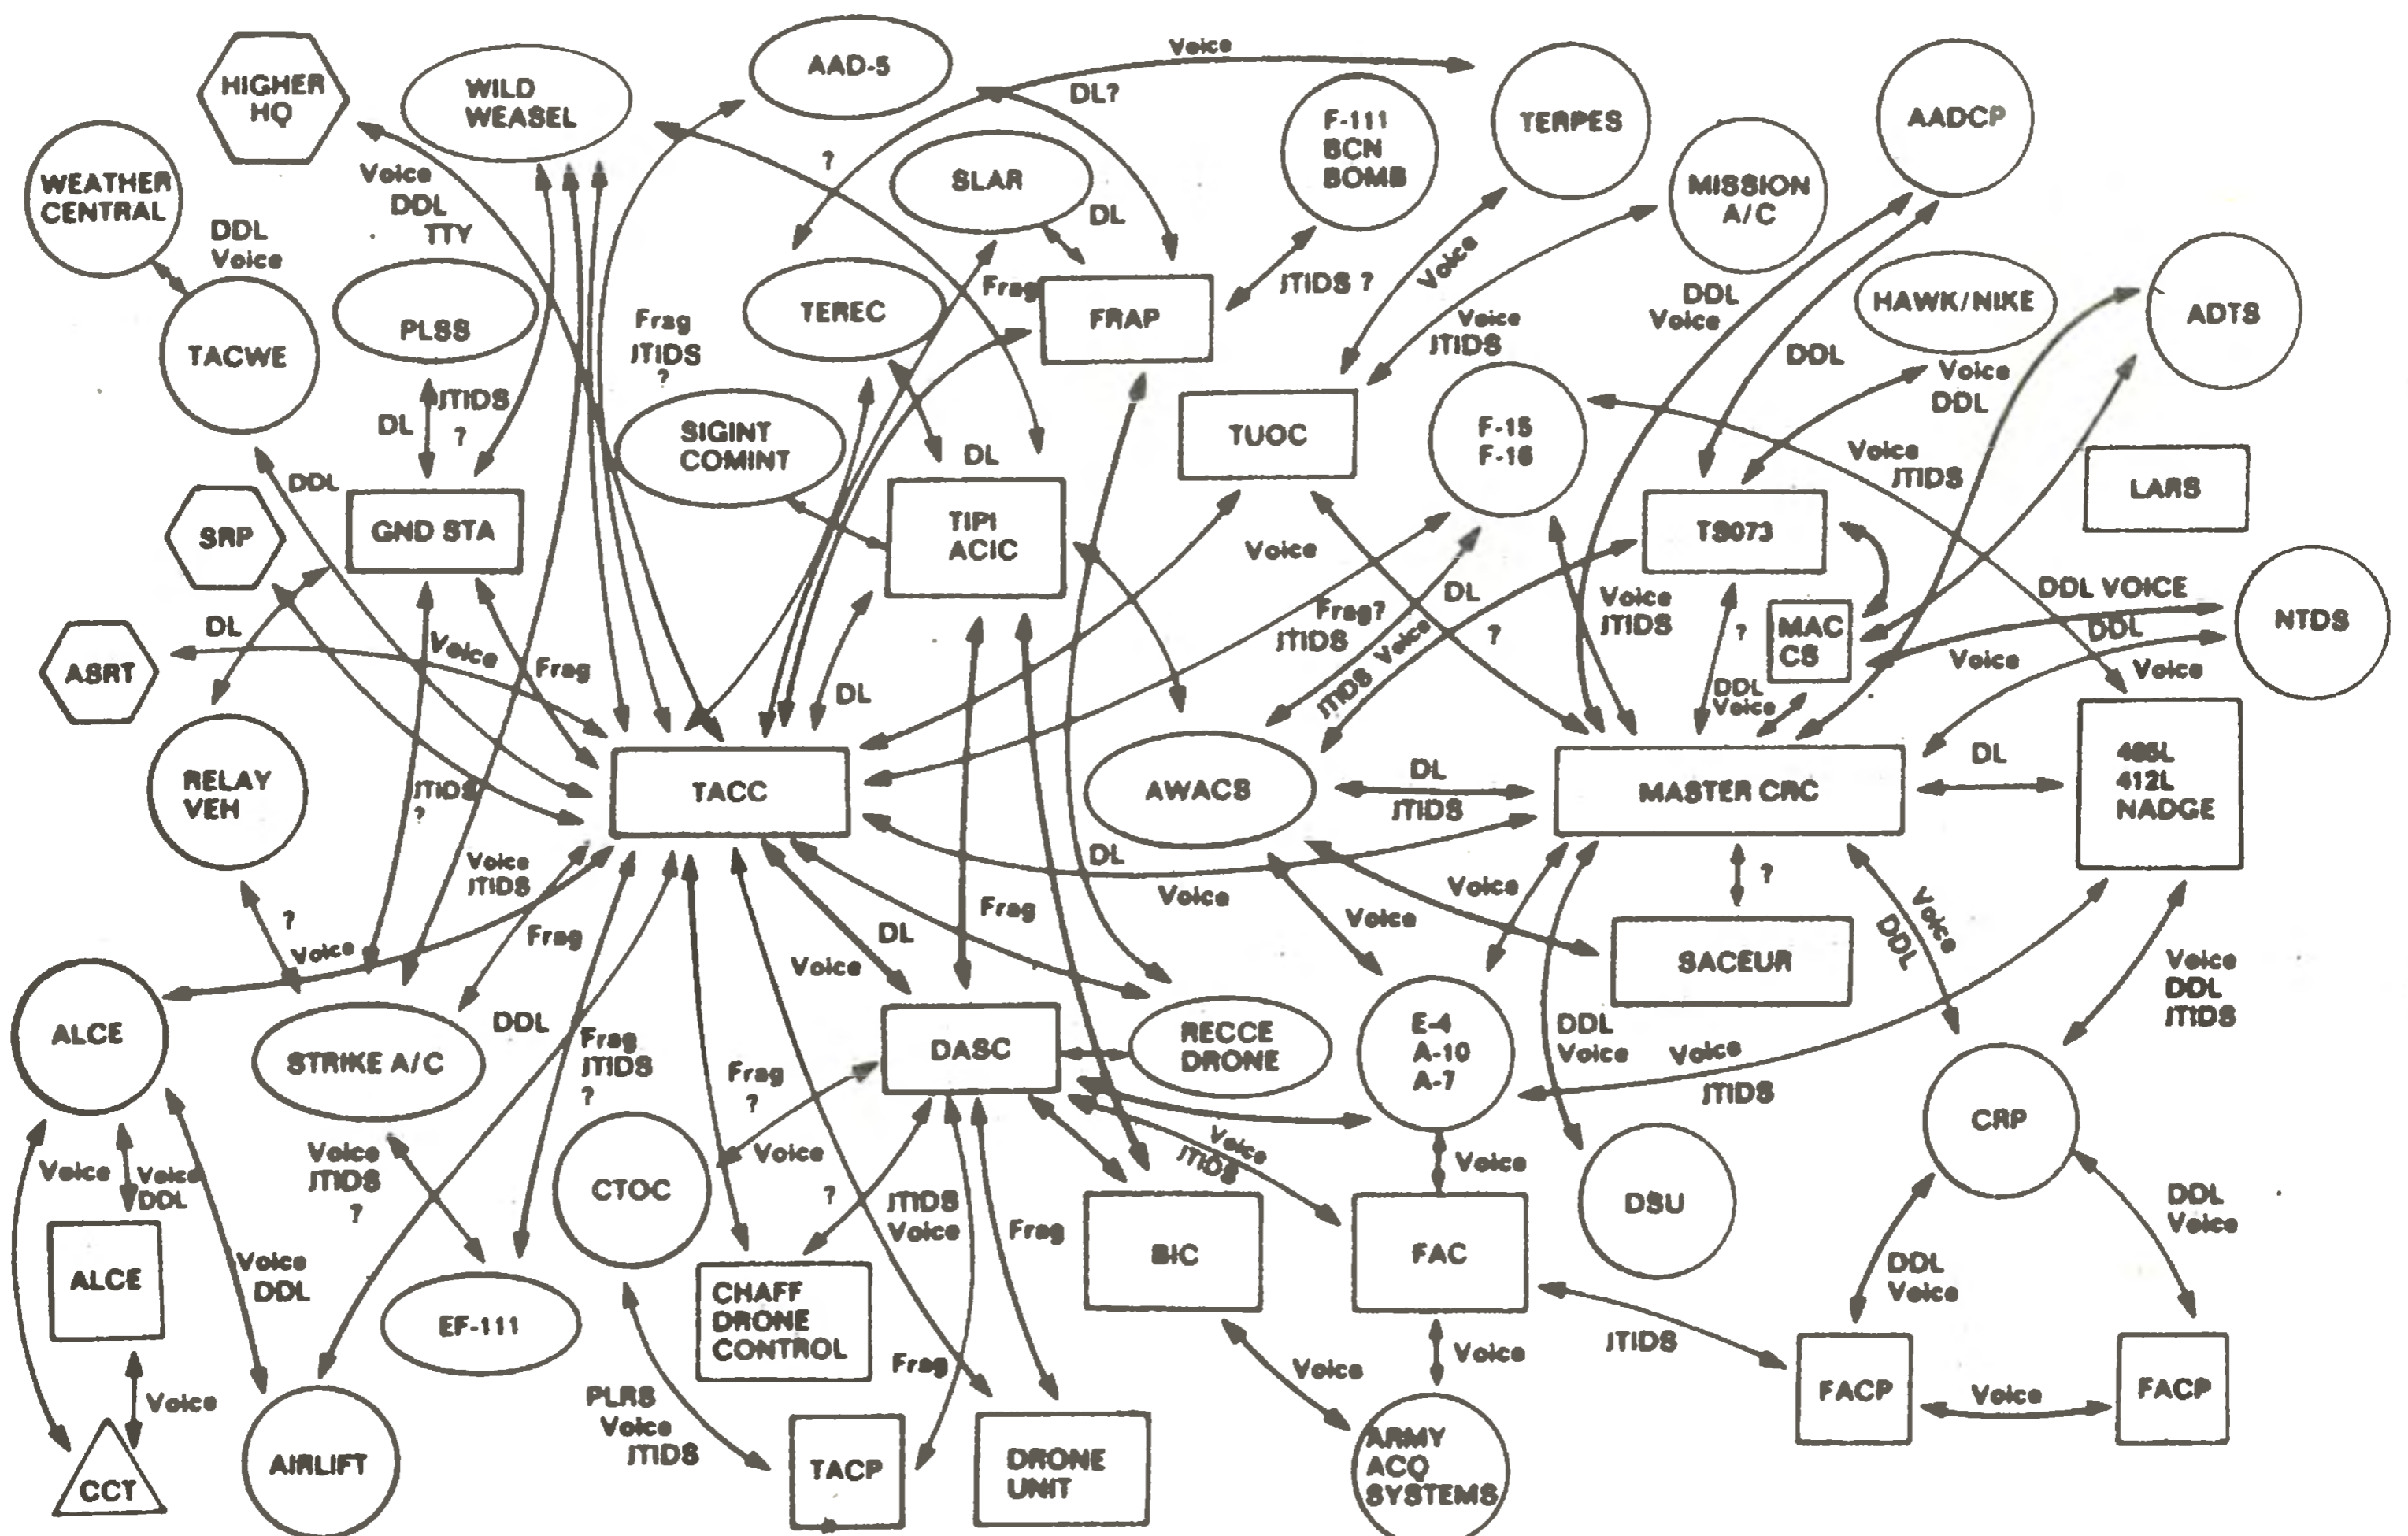 HIGHER
HQ
WILD
WEASEL
AAD-5
Voice
DL?
F-111
BCN
BOMB
TERPES
AADCP
WEATHER
CENTRAL
Voice
DDL
TTY
?
SLAR
DL
MISSION
A/C
DDL
Voice
TACWE
PLSS
Frag
JTIDS
?
TEREC
Frag
FRAP
JTIDS ?
Voice
Voice
JTIDS
DDL
Voice
DDL
HAWK/NIKE
Voice
DDL
ADTS
DL
JTIDS
?
SIGINT
COMINT
DL
TUOC
F-15
F-16
Voice
JTIDS
LARS
DDL
SRP
GND STA
TIPI
ACIC
Voice
DL
TS073
DDL VOICE
DDL
NTDS
DL
ASRT
Voice
Frag
DL
Frag?
JTIDS
JTIDS Voice
?
Voice
JTIDS
?
MAC
CS
Voice
Voice
DDL
Voice
RELAY
VEH
JTIDS
?
TACC
AWACS
DL
JTIDS
MASTER CRC
DL
485L
412L
NADGE
Voice
JTIDS
DL
Voice
Voice
?
Voice
DDL
?
Voice
Frag
Frag
DL
Voice
Voice
SACEUR
Voice
DDL
JTIDS
ALCE
STRIKE A/C
DDL
Frag
JTIDS
?
Frag
?
DASC
RECCE
DRONE
E-4
A-10
A-7
DDL
Voice
Voice
JTIDS
CRP
Voice
Voice
DDL
Voice
JTIDS
?
CTOC
Voice
?
JTIDS
Voice
Frag
Voice
JTIDS
Voice
DSU
DDL
Voice
ALCE
Voice
DDL
EF-111
CHAFF
DRONE
CONTROL
BIC
FAC
DDL
Voice
JTIDS
Voice
Voice
Voice
Frag
PLRS
Voice
JTIDS
CCT
AIRLIFT
TACP
DRONE
UNIT
ARMY
ACQ
SYSTEMS
FACP
Voice
FACP